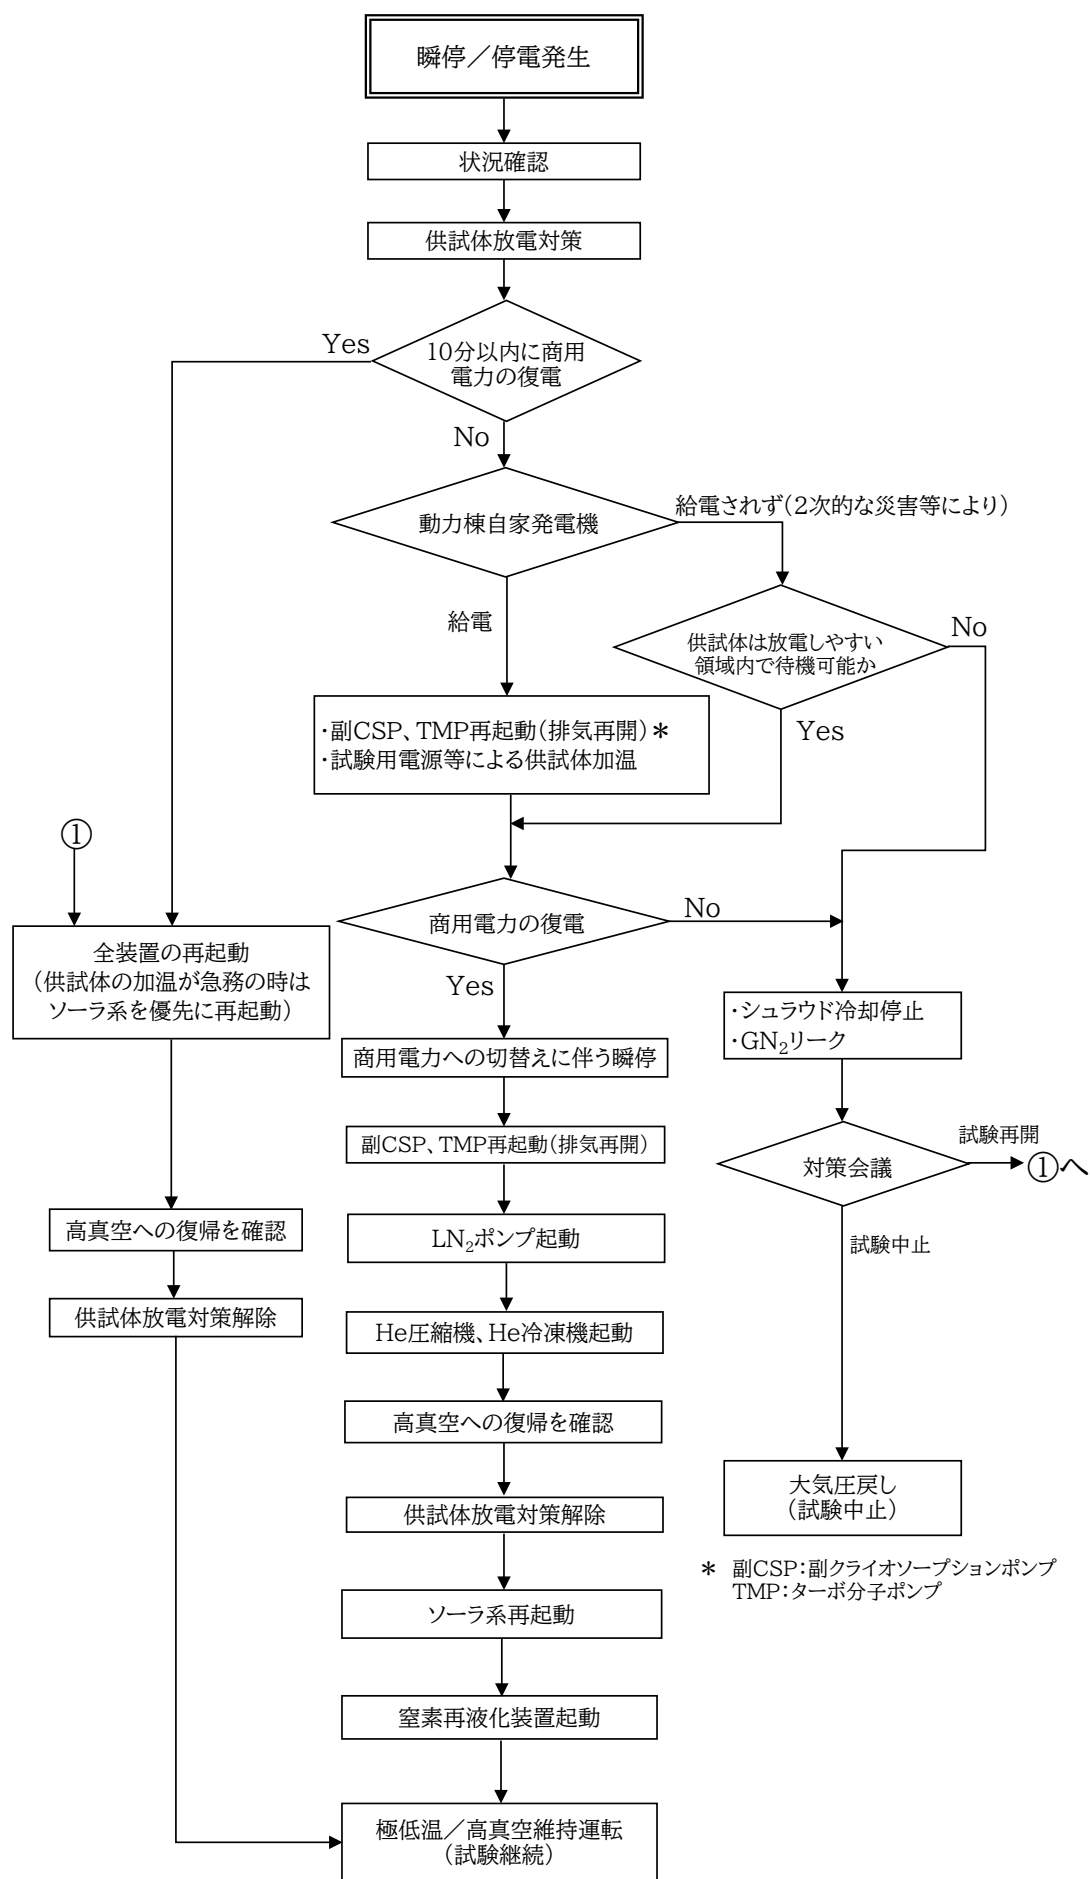 瞬停／停電発生
状況確認
供試体放電対策
Yes
10分以内に商用
電力の復電
No
動力棟自家発電機
給電されず（2次的な災害等により）
給電
供試体は放電しやすい
領域内で待機可能か
No
Yes
・副CSP、TMP再起動（排気再開）＊
・試験用電源等による供試体加温
①
商用電力の復電
No
Yes
全装置の再起動
（供試体の加温が急務の時は
ソーラ系を優先に再起動）
・シュラウド冷却停止
・GN₂リーク
商用電力への切替えに伴う瞬停
副CSP、TMP再起動（排気再開）
対策会議
試験再開
①へ
試験中止
高真空への復帰を確認
LN₂ポンプ起動
供試体放電対策解除
He圧縮機、He冷凍機起動
高真空への復帰を確認
供試体放電対策解除
大気圧戻し
（試験中止）
＊ 副CSP：副クライオソープションポンプ
TMP：ターボ分子ポンプ
ソーラ系再起動
窒素再液化装置起動
極低温／高真空維持運転
（試験継続）